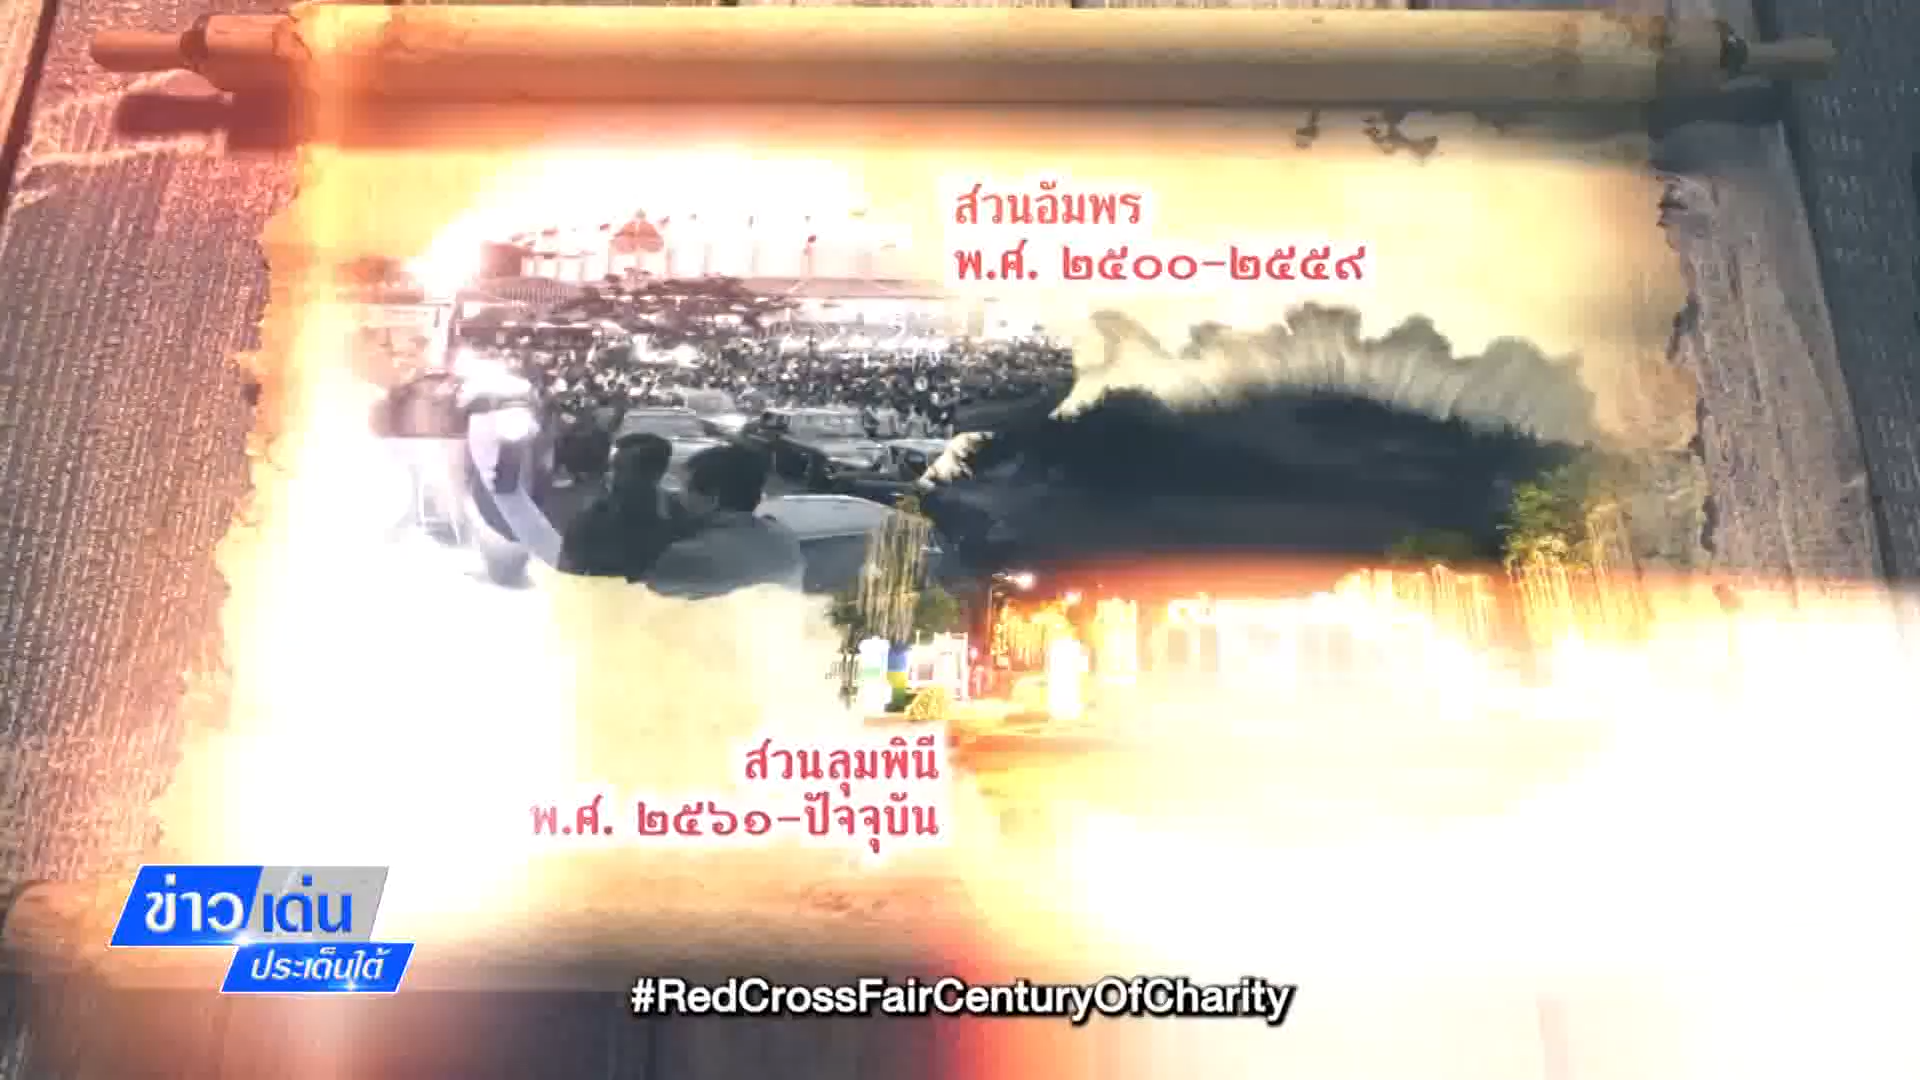 สวนอัมพร
พ.ศ. ๒๕๐๐-๒๕๕๙
สวนลุมพินี
พ.ศ. ๒๕๖๑-ปัจจุบัน
ข่าวเด่น
ประเด็นใต้
#RedCrossFairCenturyOfCharity